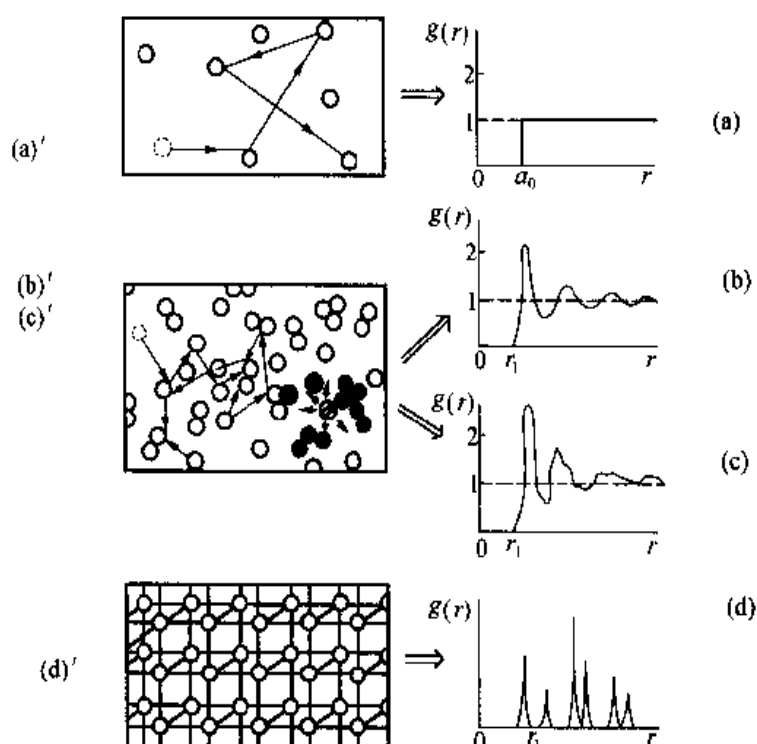 g(r)
2
1
0 a₀ r
(a)′
(a)
g(r)
2
1
0 r₁ r
(b)′
(c)′
(b)
g(r)
2
1
0 r₁ r
(c)
g(r)
0 r₁ r
(d)′
(d)